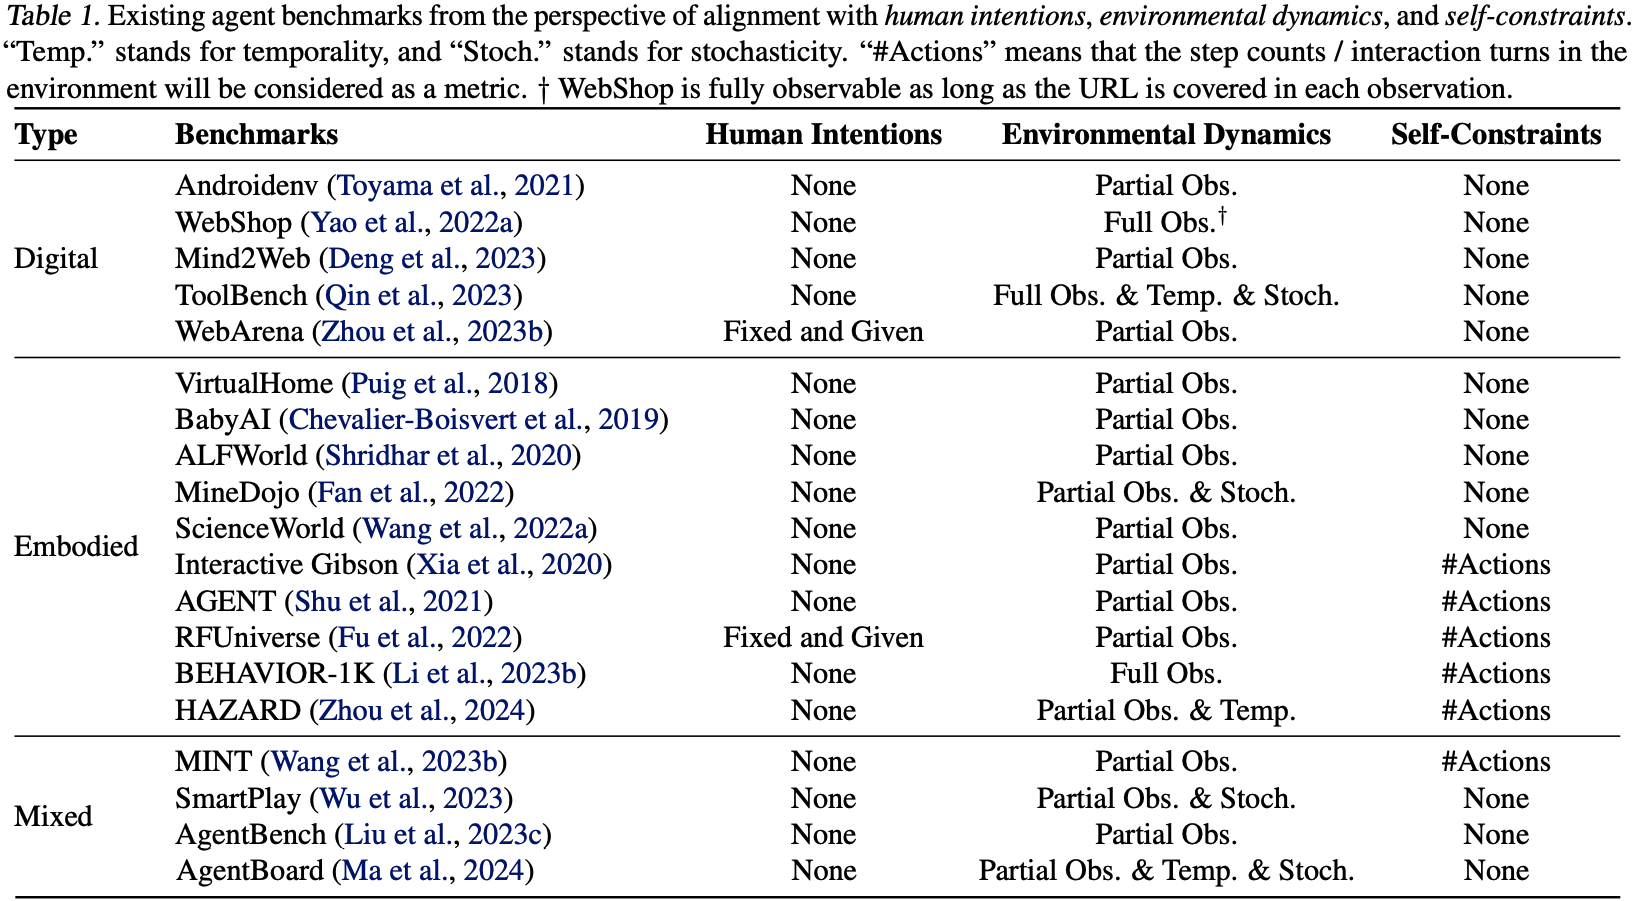 Table 1. Existing agent benchmarks from the perspective of alignment with human intentions, environmental dynamics, and self-constraints.
“Temp.” stands for temporality, and “Stoch.” stands for stochasticity. “#Actions” means that the step counts / interaction turns in the
environment will be considered as a metric. † WebShop is fully observable as long as the URL is covered in each observation.
Type Benchmarks Human Intentions Environmental Dynamics Self-Constraints
Androidenv (Toyama et al., 2021) None Partial Obs. None
WebShop (Yao et al., 2022a) None Full Obs.† None
Digital Mind2Web (Deng et al., 2023) None Partial Obs. None
ToolBench (Qin et al., 2023) None Full Obs. & Temp. & Stoch. None
WebArena (Zhou et al., 2023b) Fixed and Given Partial Obs. None
VirtualHome (Puig et al., 2018) None Partial Obs. None
BabyAI (Chevalier-Boisvert et al., 2019) None Partial Obs. None
ALFWorld (Shridhar et al., 2020) None Partial Obs. None
MineDojo (Fan et al., 2022) None Partial Obs. & Stoch. None
ScienceWorld (Wang et al., 2022a) None Partial Obs. None
Embodied
Interactive Gibson (Xia et al., 2020) None Partial Obs. #Actions
AGENT (Shu et al., 2021) None Partial Obs. #Actions
RFUniverse (Fu et al., 2022) Fixed and Given Partial Obs. #Actions
BEHAVIOR-1K (Li et al., 2023b) None Full Obs. #Actions
HAZARD (Zhou et al., 2024) None Partial Obs. & Temp. #Actions
MINT (Wang et al., 2023b) None Partial Obs. #Actions
SmartPlay (Wu et al., 2023) None Partial Obs. & Stoch. None
Mixed
AgentBench (Liu et al., 2023c) None Partial Obs. None
AgentBoard (Ma et al., 2024) None Partial Obs. & Temp. & Stoch. None